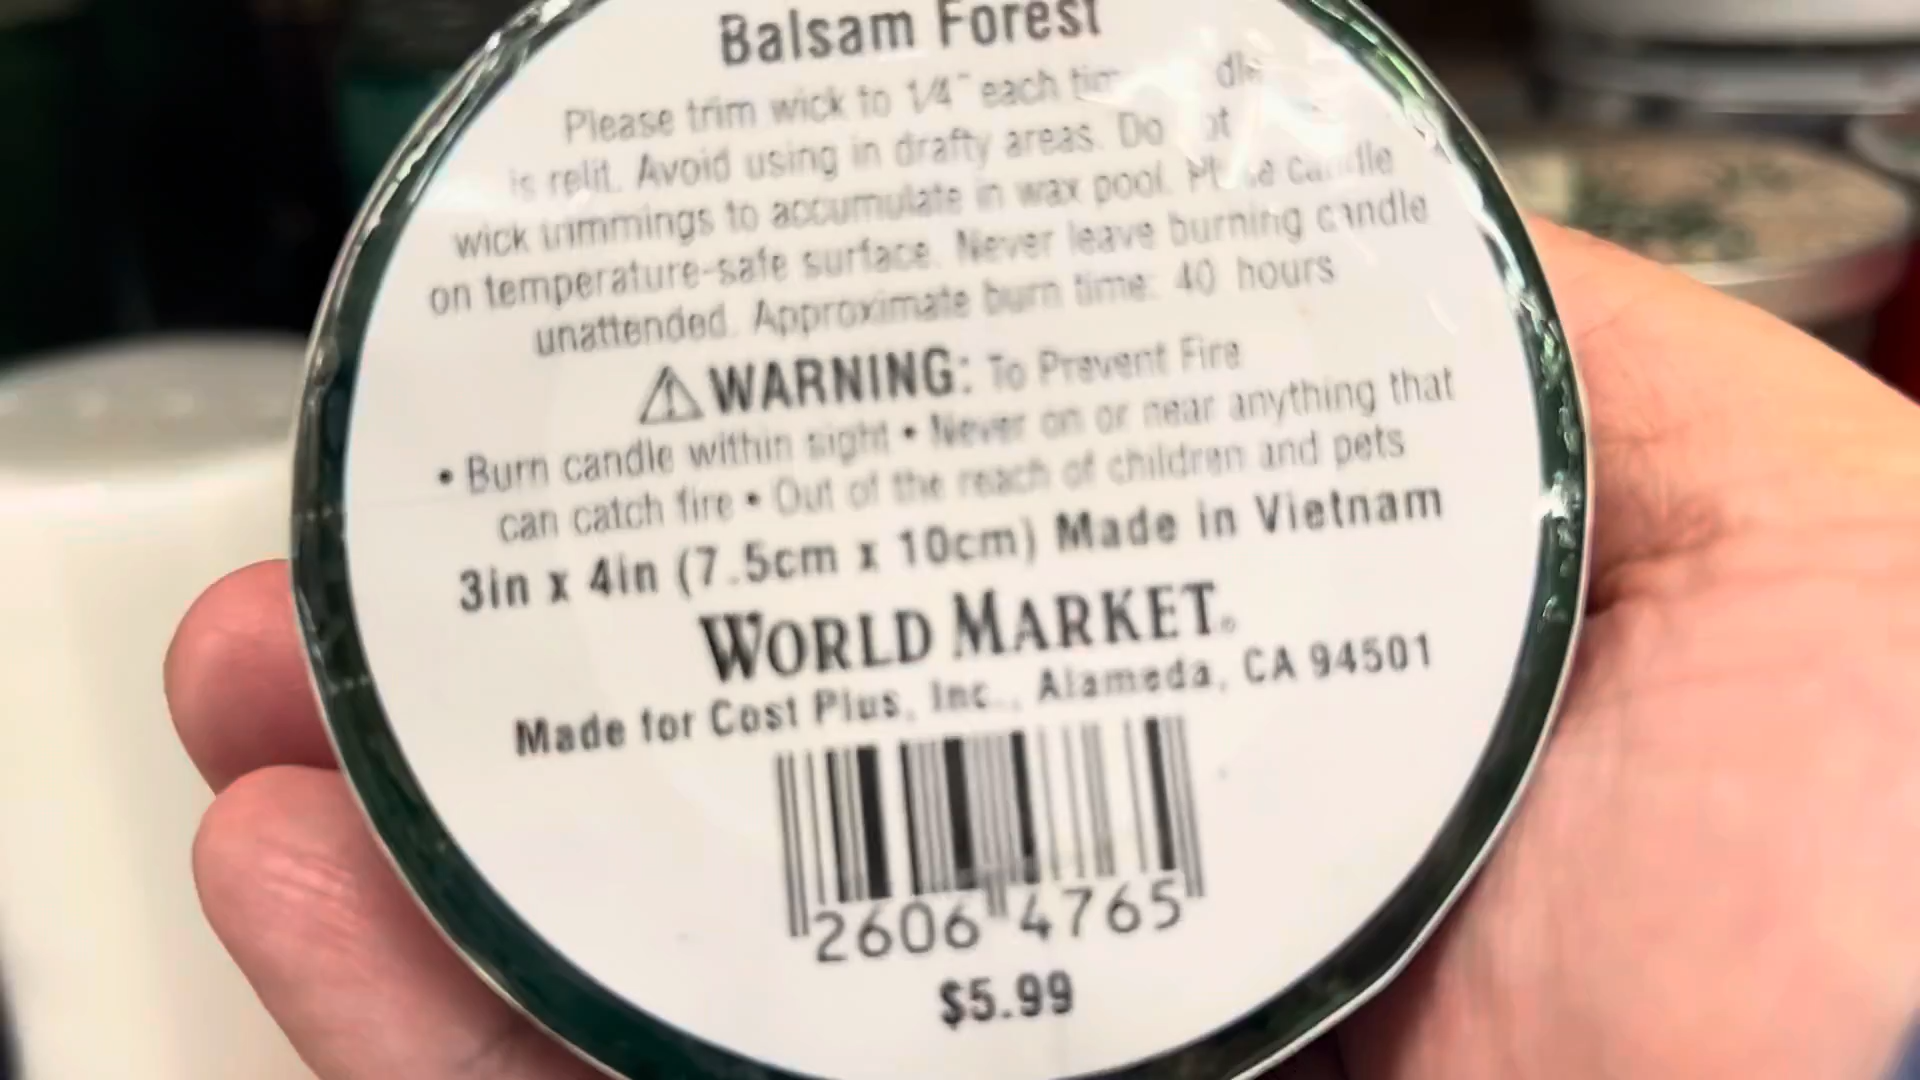 Balsam Forest
Please trim wick to 1/4" each
is relit. Avoid using in drafty areas. Do
wick trimmings to accumulate in wax pool. candle
on temperature-safe surface. Never leave burning candle
unattended. Approximate burn time: 40 hours
⚠ WARNING: To Prevent Fire
• Burn candle within sight • Never on or near anything that
can catch fire • Out of the reach of children and pets
3in x 4in (7.5cm x 10cm) Made in Vietnam
WORLD MARKET®
Made for Cost Plus, Inc., Alameda, CA 94501
2606 4765
$5.99